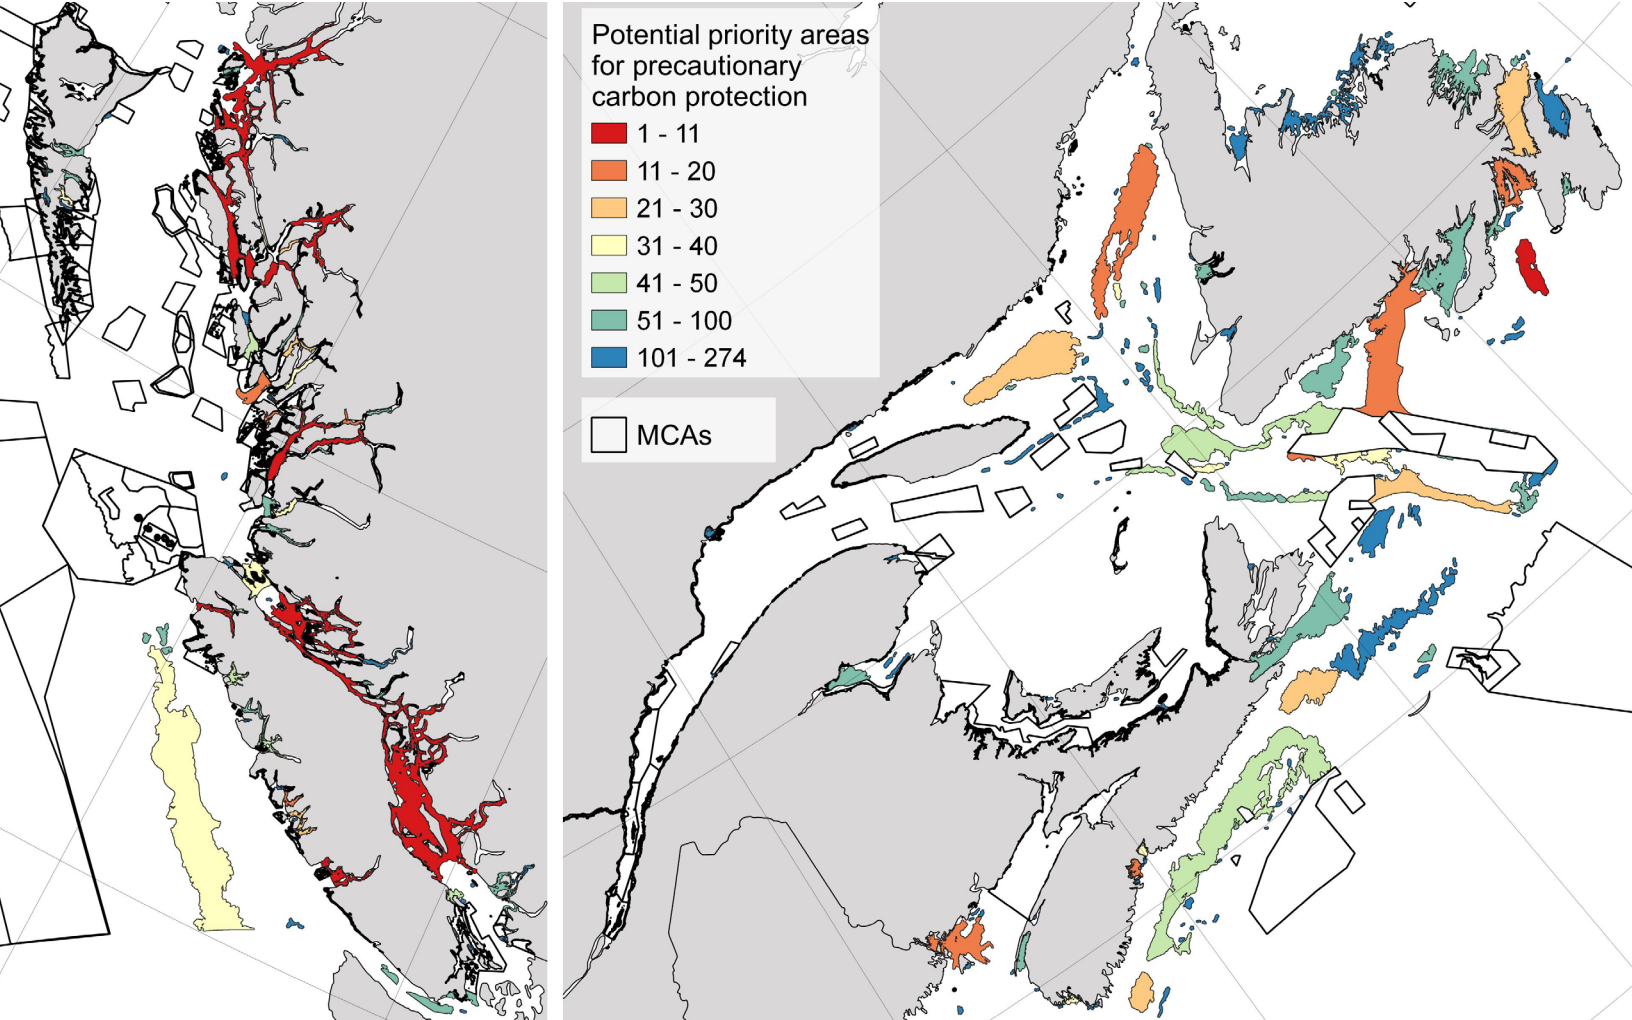 Potential priority areas
for precautionary
carbon protection
1 - 11
11 - 20
21 - 30
31 - 40
41 - 50
51 - 100
101 - 274
MCAs